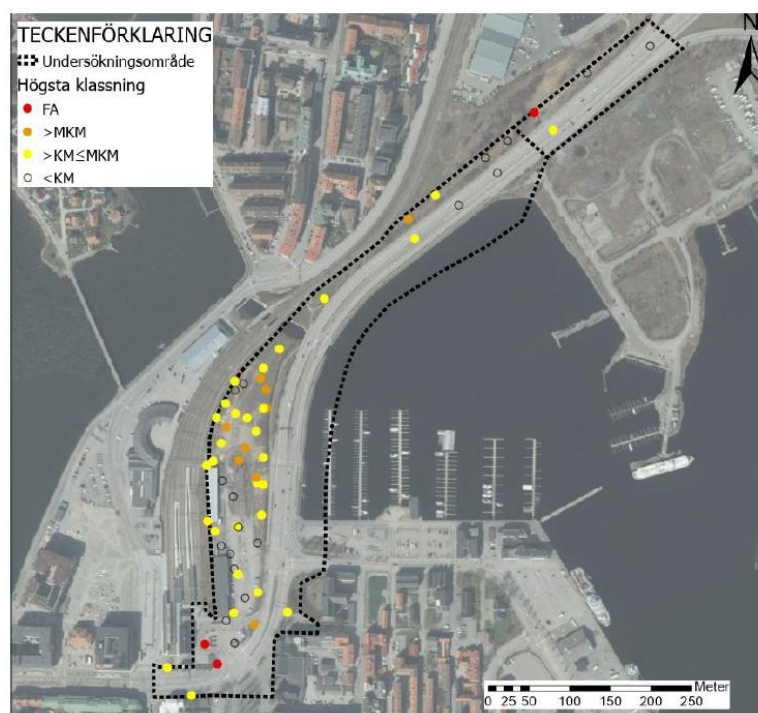 TECKENFÖRKLARING
Undersökningsområde
Högsta klassning
FA
>MKM
>KM≤MKM
<KM
N
Meter
0 25 50 100 150 200 250